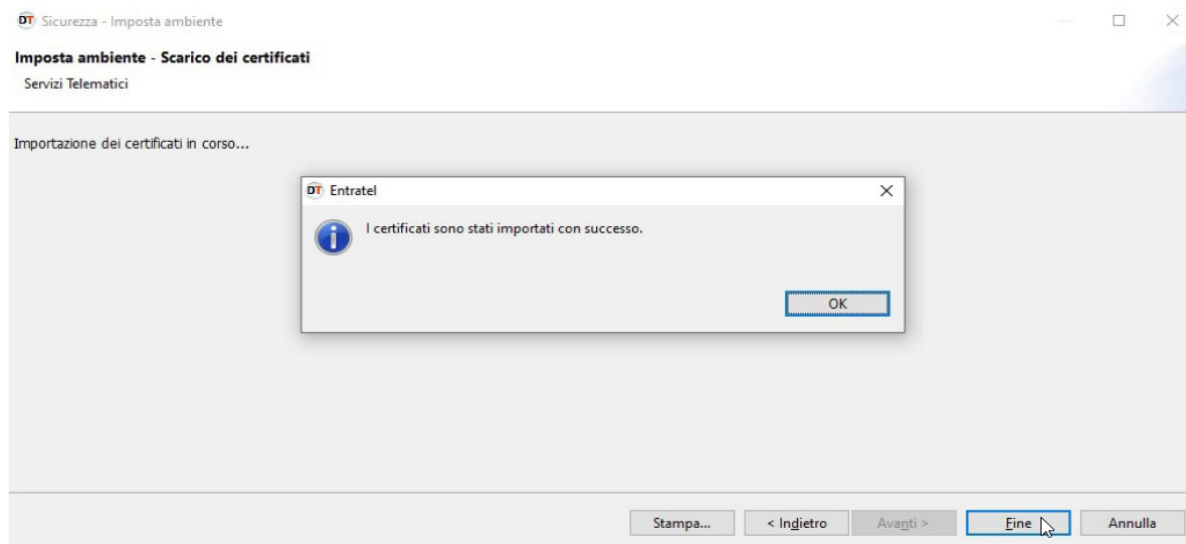 DT Sicurezza - Imposta ambiente
Imposta ambiente - Scarico dei certificati
Servizi Telematici
Importazione dei certificati in corso...
DT Entratel
I certificati sono stati importati con successo.
OK
Stampa... < Indietro Avanti > Fine Annulla